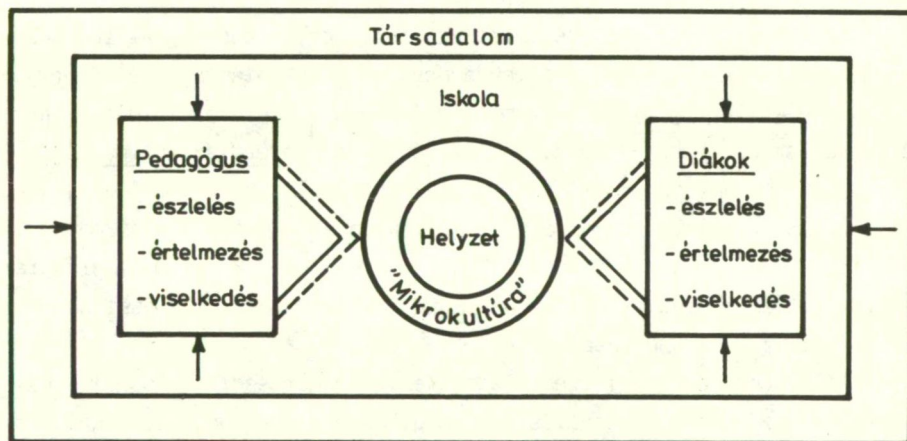 Társadalom
Iskola
Pedagógus
- észlelés
- értelmezés
- viselkedés
Helyzet
"Mikrokultúra"
Diákok
- észlelés
- értelmezés
- viselkedés